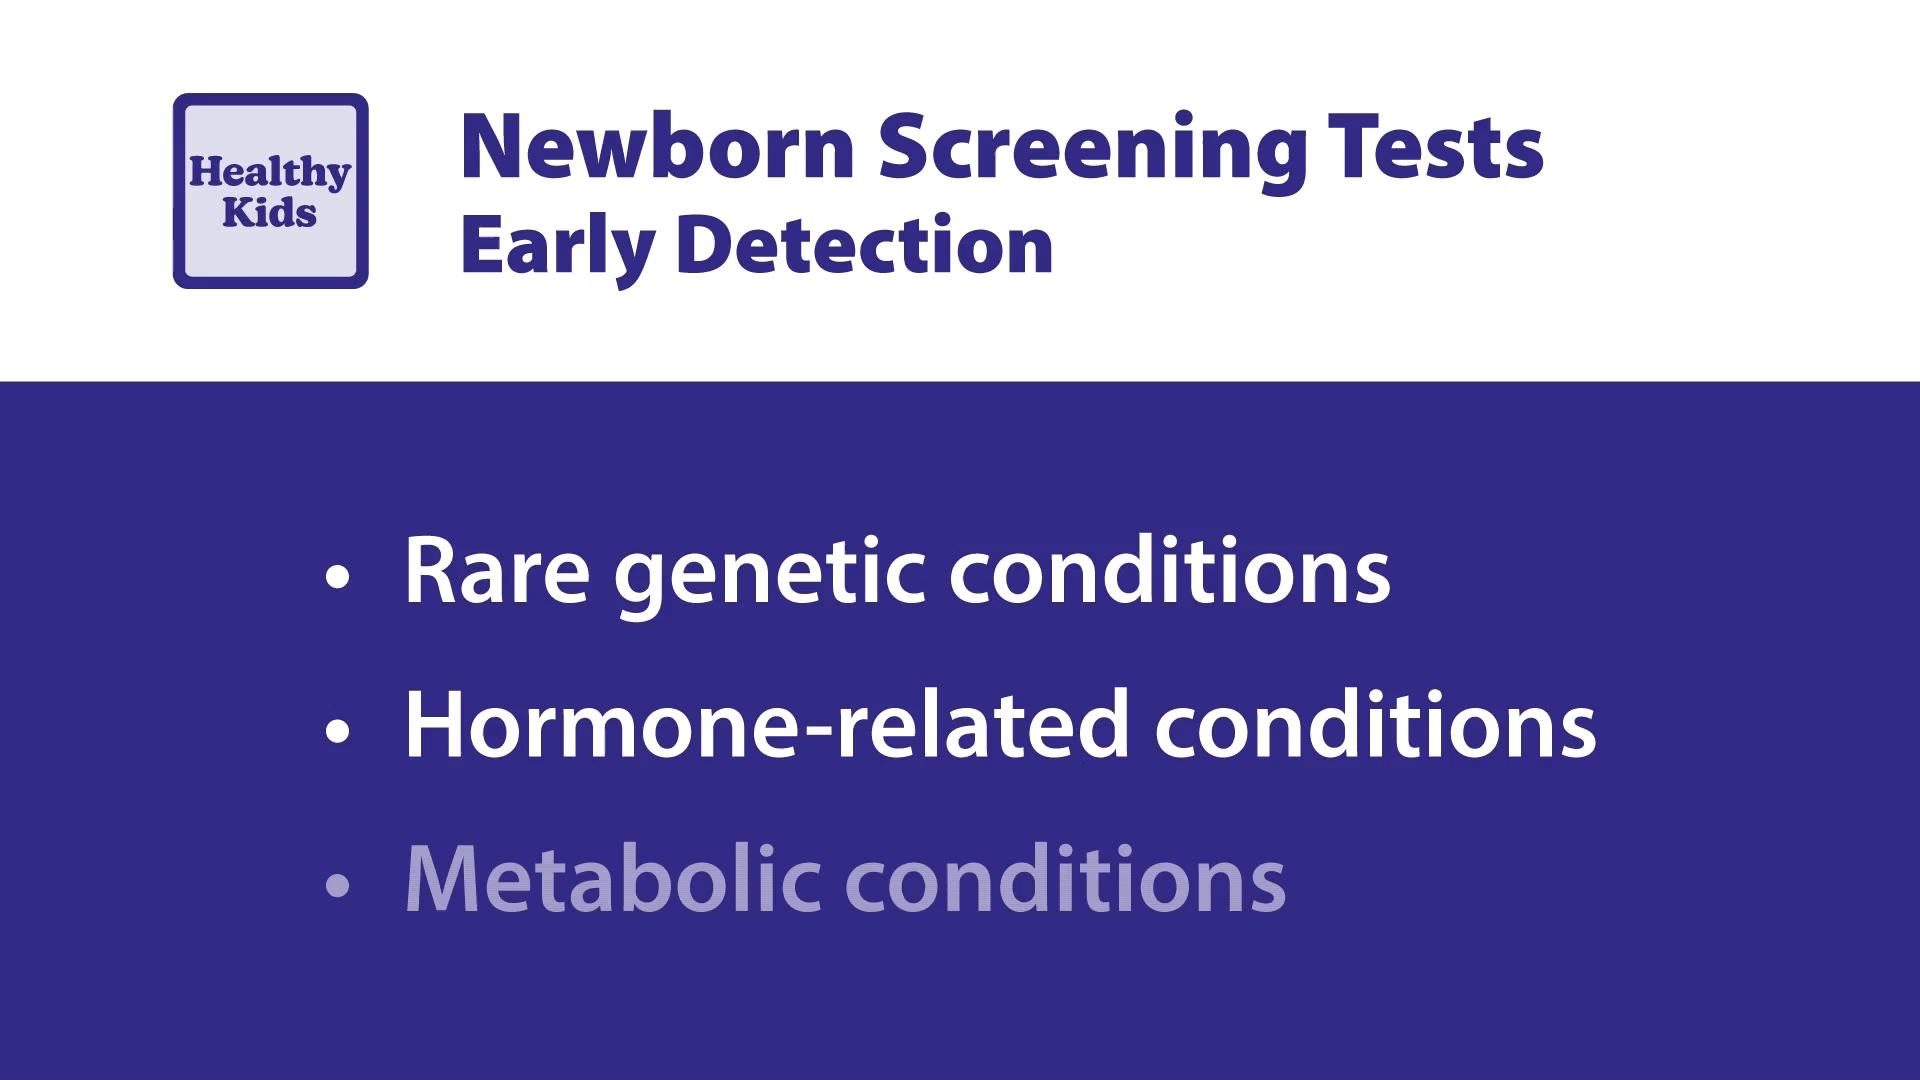 Healthy
Kids
Newborn Screening Tests
Early Detection
• Rare genetic conditions
• Hormone-related conditions
• Metabolic conditions